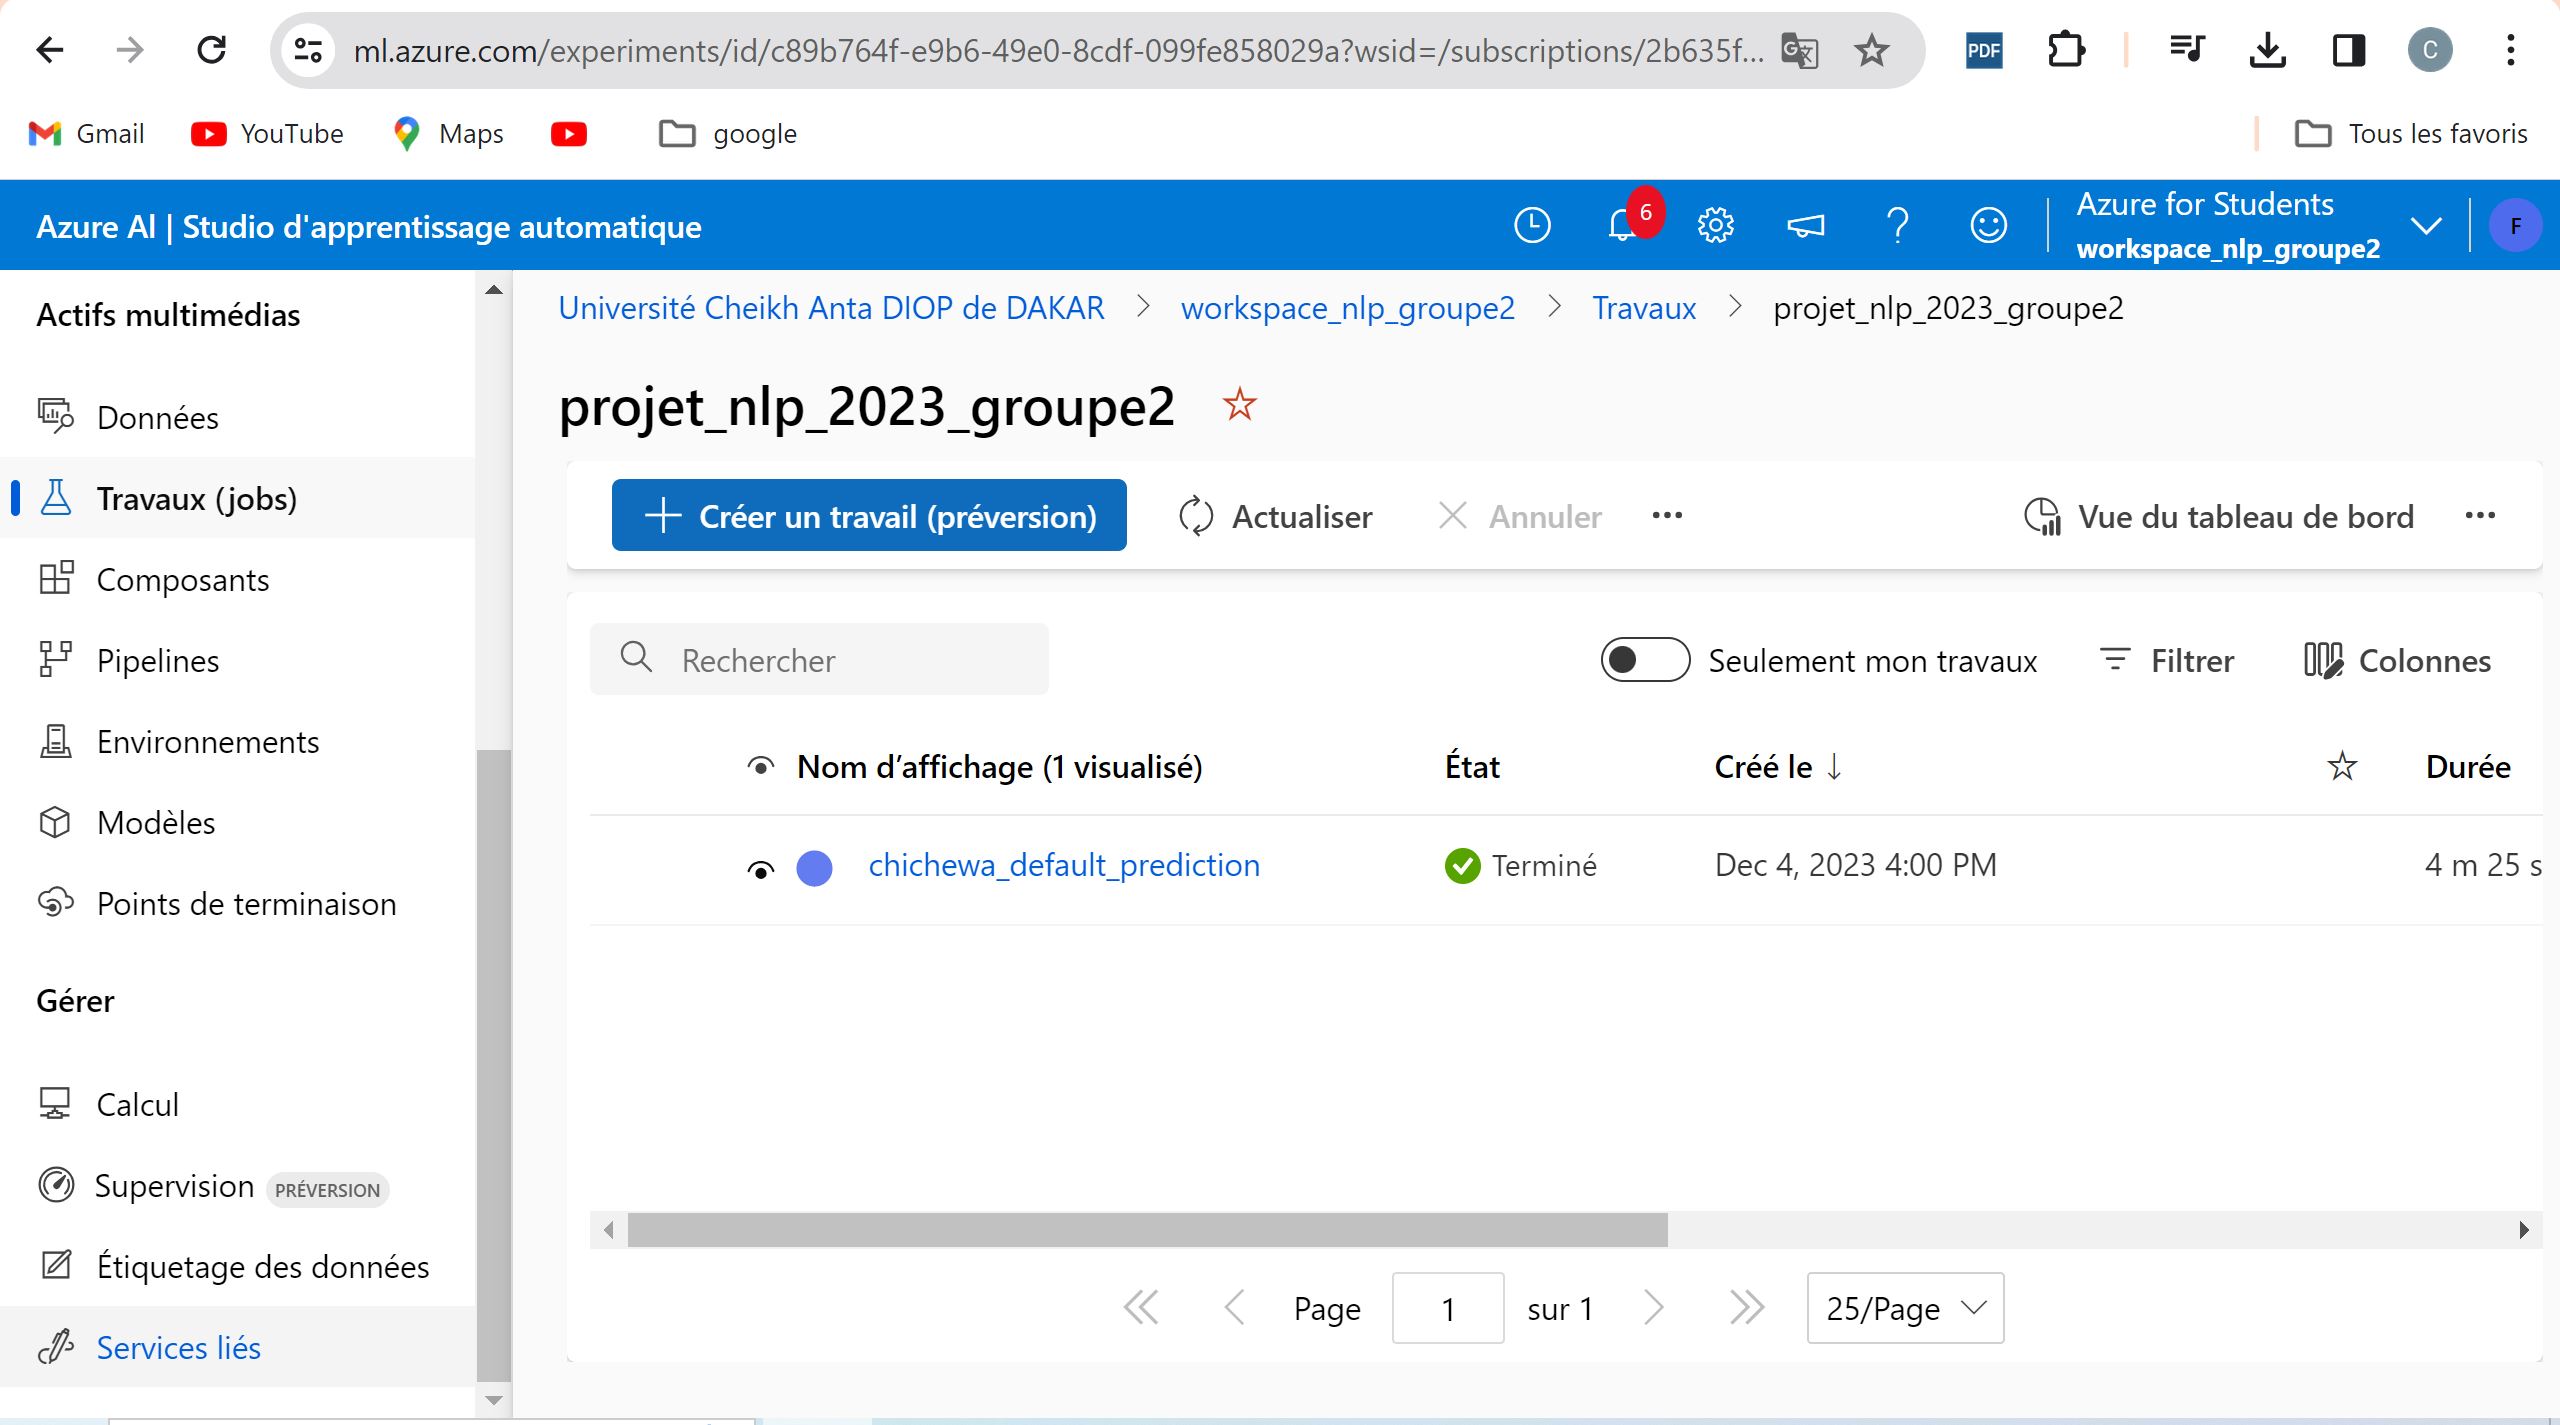 ml.azure.com/experiments/id/c89b764f-e9b6-49e0-8cdf-099fe858029a?wsid=/subscriptions/2b635f...
PDF
C
Gmail
YouTube
Maps
google
Tous les favoris
Azure AI | Studio d'apprentissage automatique
6
Azure for Students
workspace_nlp_groupe2
F
Actifs multimédias
Données
Travaux (jobs)
Composants
Pipelines
Environnements
Modèles
Points de terminaison
Gérer
Calcul
Supervision PRÉVERSION
Étiquetage des données
Services liés
Université Cheikh Anta DIOP de DAKAR > workspace_nlp_groupe2 > Travaux > projet_nlp_2023_groupe2
projet_nlp_2023_groupe2
Créer un travail (préversion)
Actualiser
Annuler
Vue du tableau de bord
Rechercher
Seulement mon travaux
Filtrer
Colonnes
Nom d’affichage (1 visualisé) État Créé le ↓ Durée
chichewa_default_prediction Terminé Dec 4, 2023 4:00 PM 4 m 25 s
Page 1 sur 1 25/Page